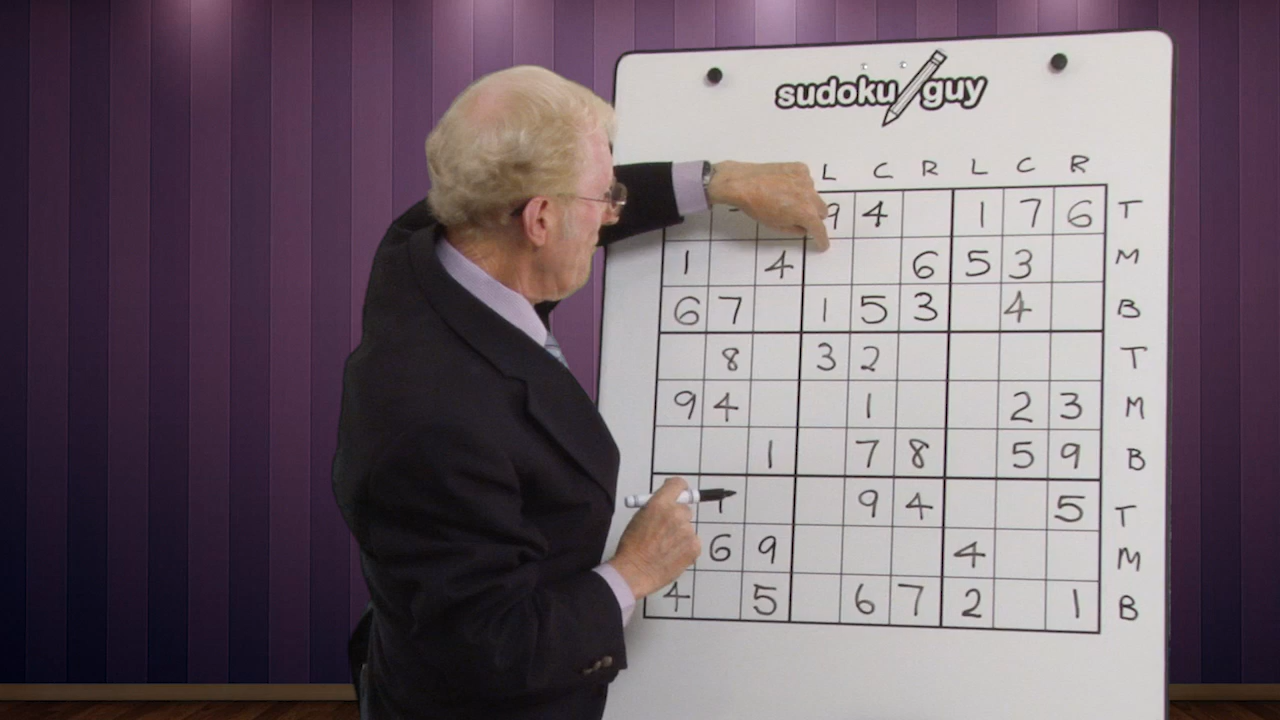 sudoku guy
L C R L C R
9 4 1 7 6 T
1 4 6 5 3 M
6 7 1 5 3 4 B
8 3 2 T
9 4 1 2 3 M
1 7 8 5 9 B
9 4 5 T
6 9 4 M
4 5 6 7 2 1 B